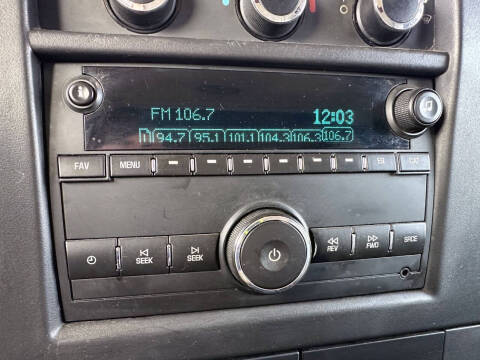 FM 106.7 12:03
1 94.7 95.1 101.1 104.3 106.3 106.7
FAV MENU CAT
SEEK SEEK REV FWD SRCE